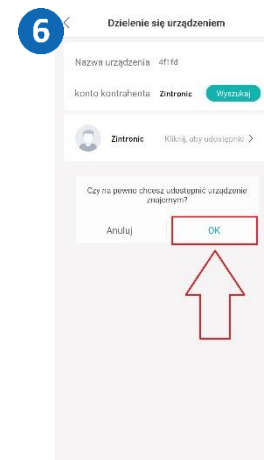 6
Dzielenie się urządzeniem
Nazwa urządzenia 4f1fd
konto kontrahenta Zintronic Wyszukaj
Zintronic Kliknij, aby udostępnić >
Czy na pewno chcesz udostępnić urządzenie
znajomym?
Anuluj OK